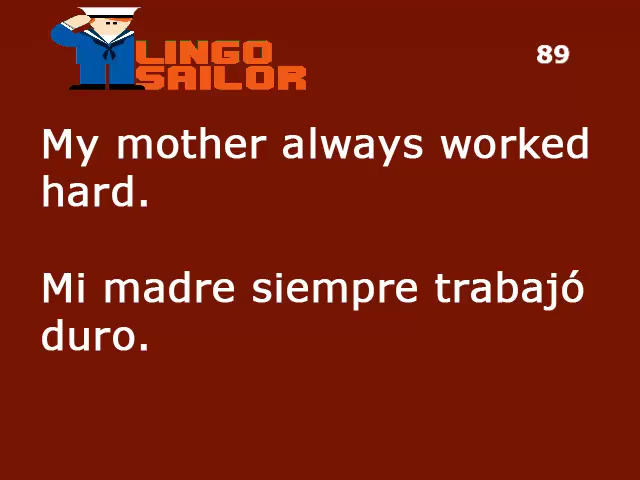 LINGO
SAILOR
89
My mother always worked
hard.
Mi madre siempre trabajó
duro.